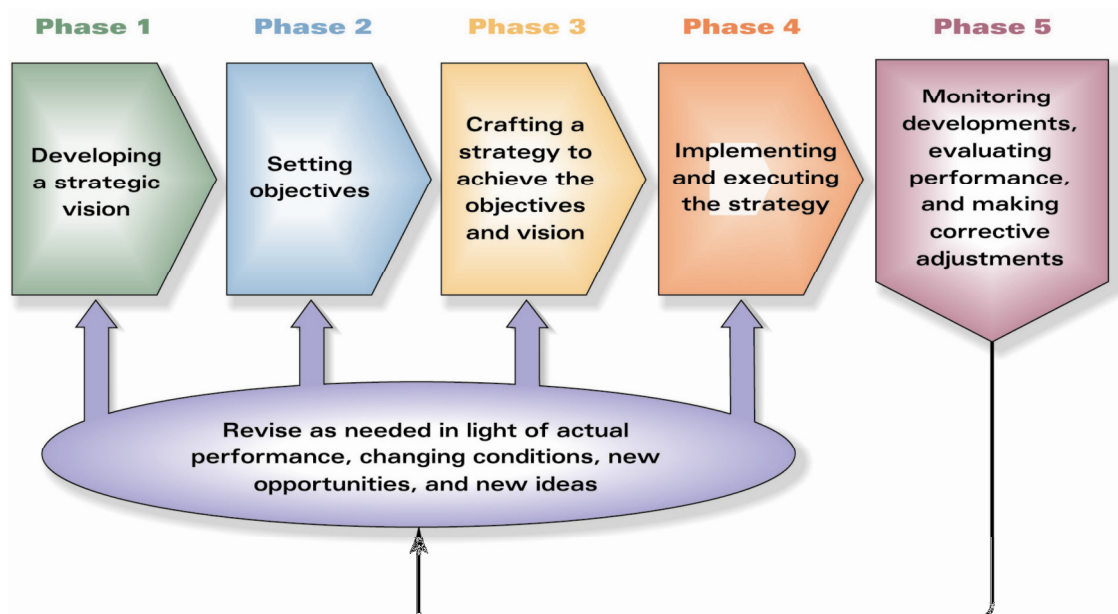 Phase 1
Phase 2
Phase 3
Phase 4
Phase 5
Developing
a strategic
vision
Setting
objectives
Crafting a
strategy to
achieve the
objectives
and vision
Implementing
and executing
the strategy
Monitoring
developments,
evaluating
performance,
and making
corrective
adjustments
Revise as needed in light of actual
performance, changing conditions, new
opportunities, and new ideas